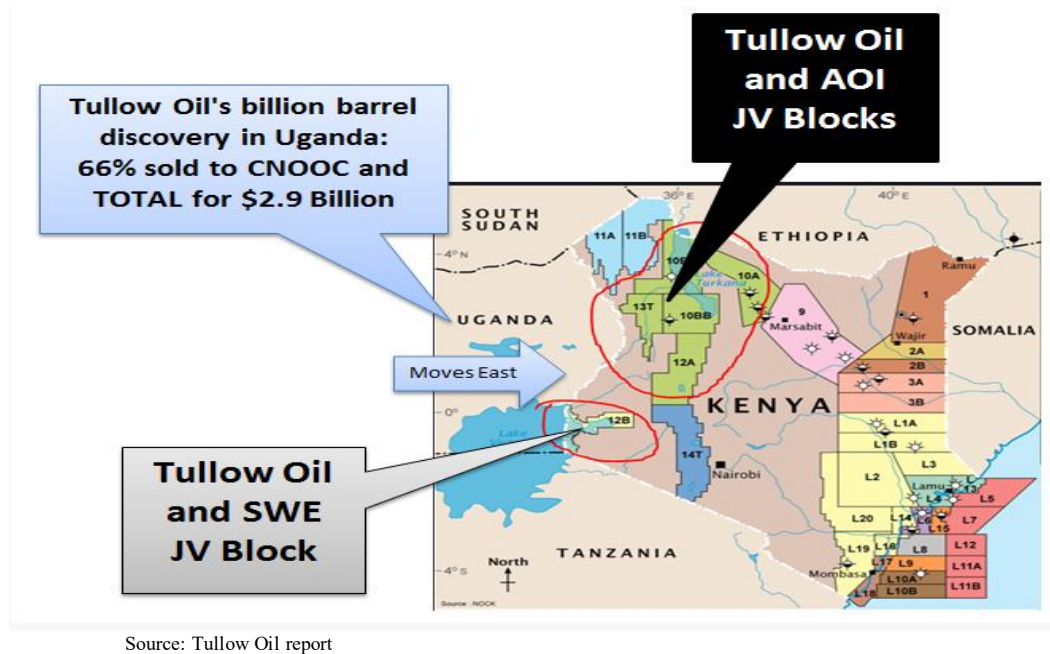 Tullow Oil
and AOI
JV Blocks
Tullow Oil's billion barrel
discovery in Uganda:
66% sold to CNOOC and
TOTAL for $2.9 Billion
36° E
40° E
SOUTH
SUDAN
11A
11B
ETHIOPIA
4° N
10A
Lake
Turkana
Ramu
1
13T
10BB
9
Marsabit
UGANDA
Wajir
SOMALIA
2A
2B
12A
3A
Moves East
3B
KENYA
0°
12B
L1A
L1B
Lake
14T
L3
L2
Nairobi
Lamu
L4
L5
Tullow Oil
and SWE
JV Block
L20
L14
L6
L7
L15
TANZANIA
L19
L16
L8
L12
North
L17
L9
L11A
4° S
Mombasa
L10A
L11B
L18
L10B
Source : NOCK
Source: Tullow Oil report